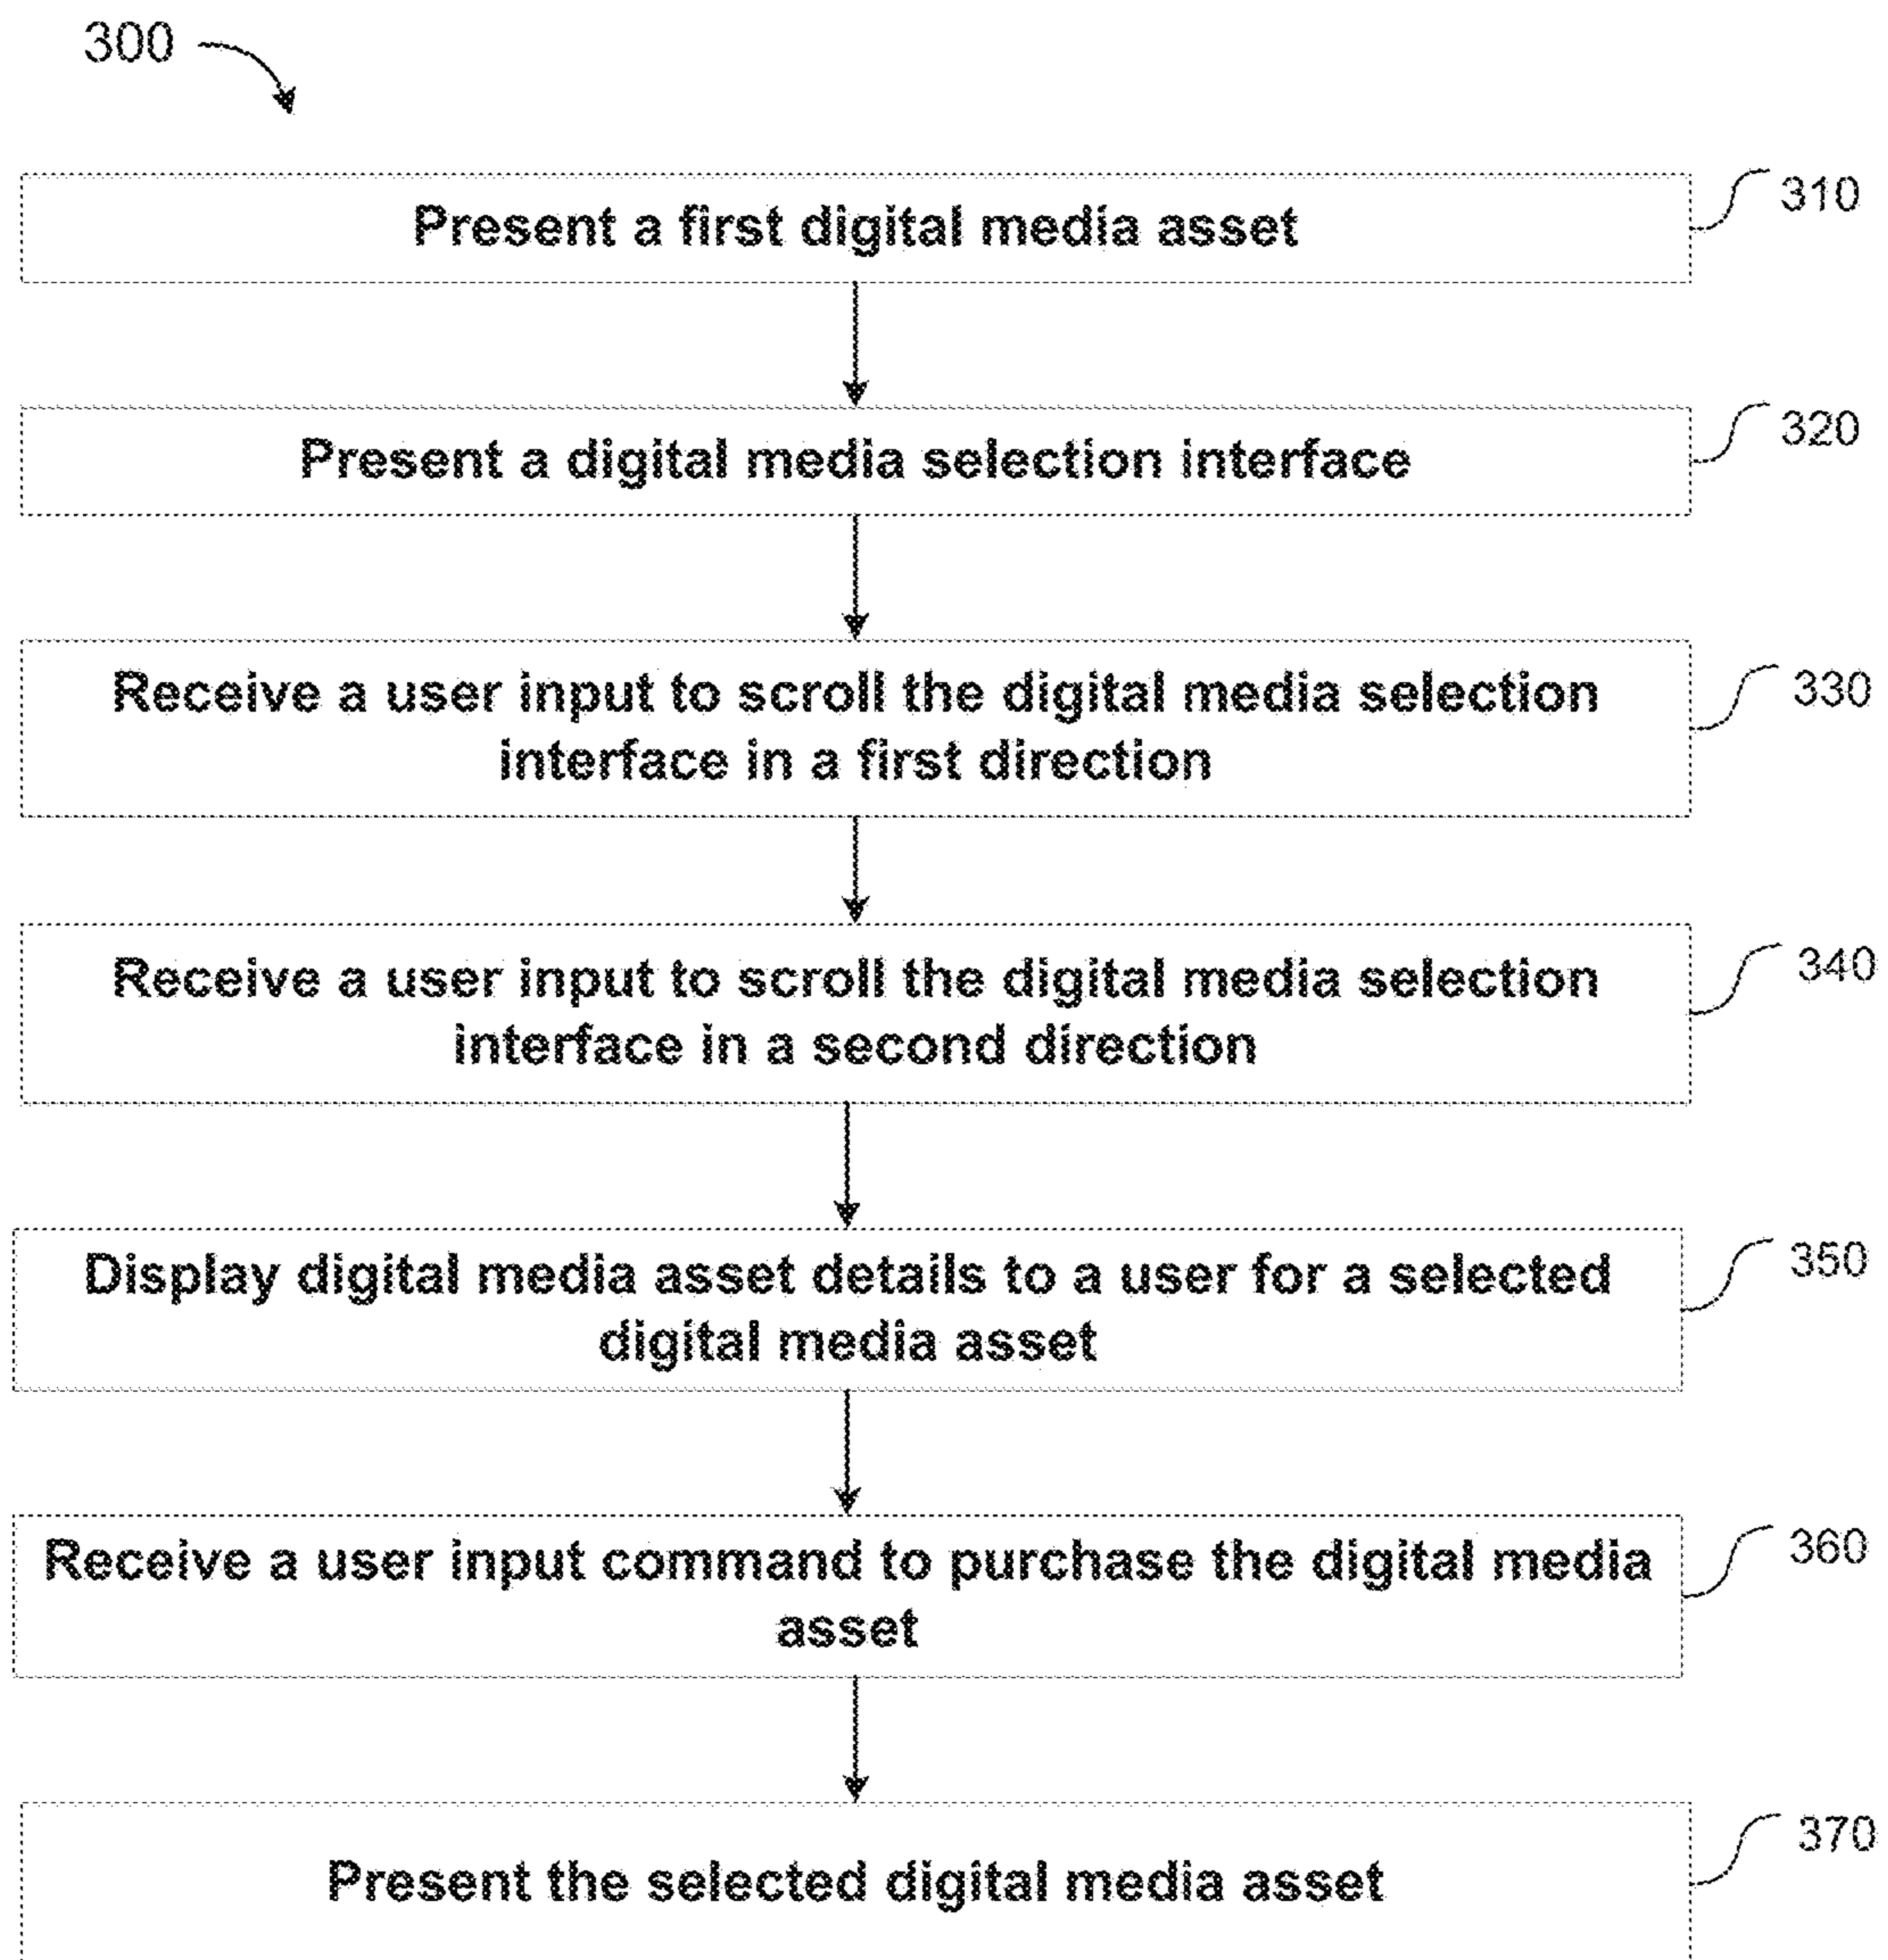 300
Present a first digital media asset
310
Present a digital media selection interface
320
Receive a user input to scroll the digital media selection
interface in a first direction
330
Receive a user input to scroll the digital media selection
interface in a second direction
340
Display digital media asset details to a user for a selected
digital media asset
350
Receive a user input command to purchase the digital media
asset
360
Present the selected digital media asset
370